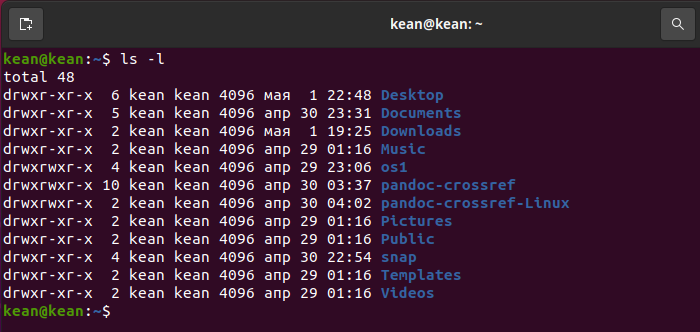 kean@kean: ~
kean@kean:~$ ls -l
total 48
drwxr-xr-x  6 kean kean 4096 мая  1 22:48 Desktop
drwxr-xr-x  5 kean kean 4096 апр 30 23:31 Documents
drwxr-xr-x  2 kean kean 4096 мая  1 19:25 Downloads
drwxr-xr-x  2 kean kean 4096 апр 29 01:16 Music
drwxrwxr-x  4 kean kean 4096 апр 29 23:06 os1
drwxrwxr-x 10 kean kean 4096 апр 30 03:37 pandoc-crossref
drwxrwxr-x  2 kean kean 4096 апр 30 04:02 pandoc-crossref-Linux
drwxr-xr-x  2 kean kean 4096 апр 29 01:16 Pictures
drwxr-xr-x  2 kean kean 4096 апр 29 01:16 Public
drwxr-xr-x  4 kean kean 4096 апр 30 22:54 snap
drwxr-xr-x  2 kean kean 4096 апр 29 01:16 Templates
drwxr-xr-x  2 kean kean 4096 апр 29 01:16 Videos
kean@kean:~$